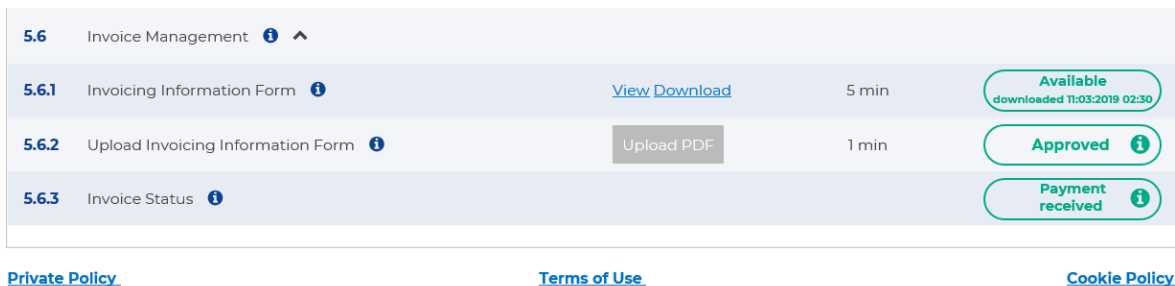 5.6 Invoice Management
5.6.1 Invoicing Information Form View Download 5 min Available
downloaded 11:03:2019 02:30
5.6.2 Upload Invoicing Information Form Upload PDF 1 min Approved
5.6.3 Invoice Status Payment
received
Private Policy Terms of Use Cookie Policy